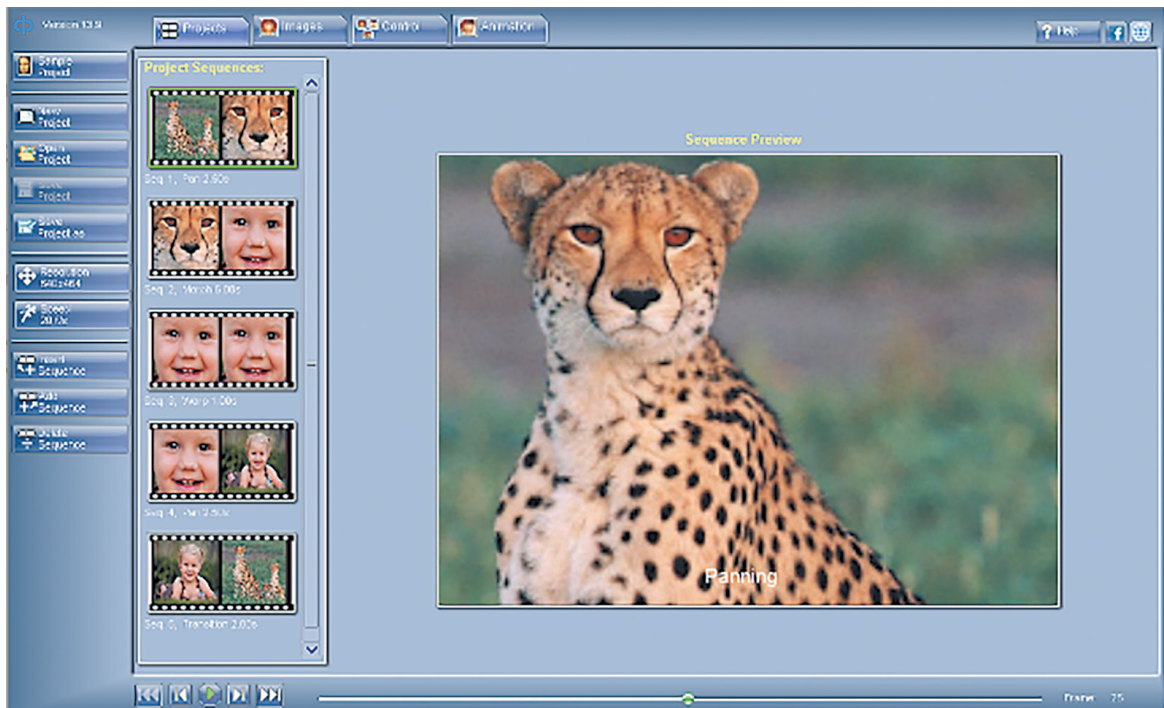 Version 13.9
Projects
Images
Control
Animation
Help
Sample
Project
New
Project
Open
Project
Save
Project
Save
Project as
Resolution
640x464
Speed
Insert
Sequence
Add
Sequence
Delete
Sequence
Project Sequences:
Seq. 1, Pan 2.50s
Seq. 2, Morph 5.00s
Seq. 3, Warp 1.00s
Seq. 4, Pan 2.50s
Seq. 5, Transition 2.00s
Sequence Preview
Panning
Frame: 75